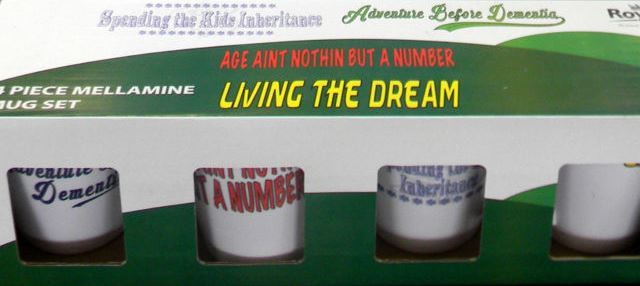 Spending the Kids Inheritance
Adventure Before Dementia
AGE AINT NOTHIN BUT A NUMBER
4 PIECE MELLAMINE
MUG SET
LIVING THE DREAM
Dementia
A NUMBER
Inheritance